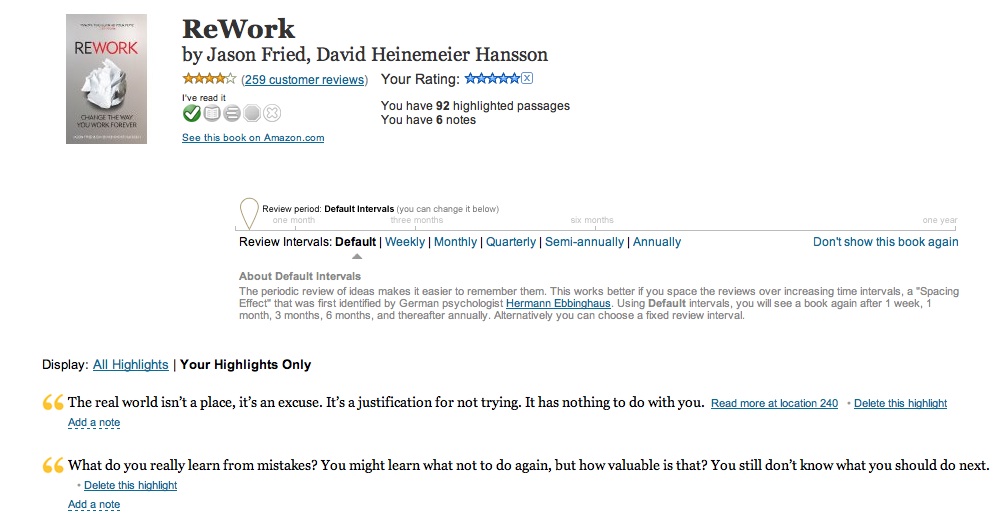 REWORK
CHANGE THE WAY
YOU WORK FOREVER
ReWork
by Jason Fried, David Heinemeier Hansson
(259 customer reviews) Your Rating: X
I've read it
You have 92 highlighted passages
You have 6 notes
See this book on Amazon.com
Review period: Default Intervals (you can change it below)
one month three months six months one year
Review Intervals: Default | Weekly | Monthly | Quarterly | Semi-annually | Annually Don't show this book again
About Default Intervals
The periodic review of ideas makes it easier to remember them. This works better if you space the reviews over increasing time intervals, a "Spacing
Effect" that was first identified by German psychologist Hermann Ebbinghaus. Using Default intervals, you will see a book again after 1 week, 1
month, 3 months, 6 months, and thereafter annually. Alternatively you can choose a fixed review interval.
Display: All Highlights | Your Highlights Only
“ The real world isn’t a place, it’s an excuse. It’s a justification for not trying. It has nothing to do with you. Read more at location 240 • Delete this highlight
Add a note
“ What do you really learn from mistakes? You might learn what not to do again, but how valuable is that? You still don’t know what you should do next.
• Delete this highlight
Add a note